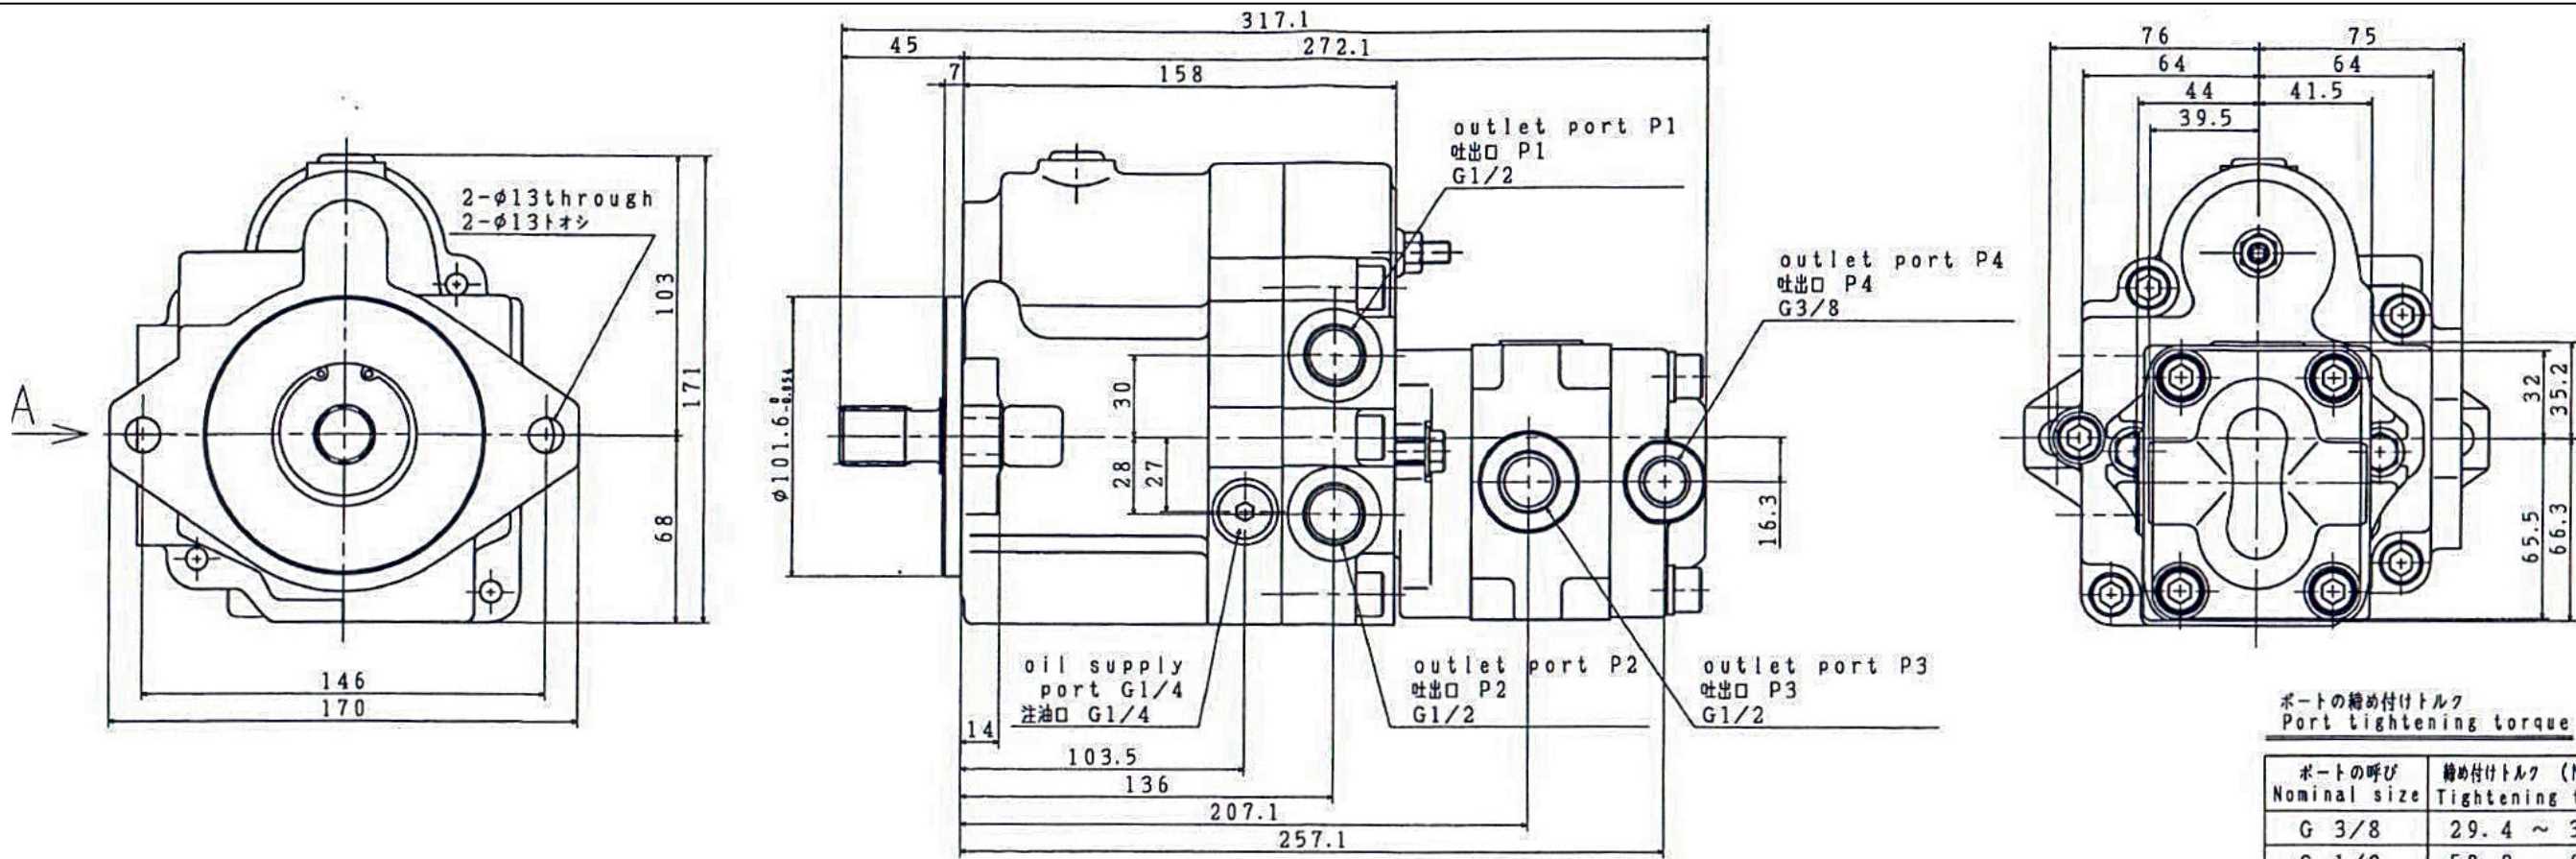 2-φ13through
2-φ13トオシ
103
171
68
A
146
170
317.1
45
272.1
7
158
outlet port P1
吐出口 P1
G1/2
outlet port P4
吐出口 P4
G3/8
φ101.6
30
28
27
16.3
oil supply
port G1/4
注油口 G1/4
outlet port P2
吐出口 P2
G1/2
outlet port P3
吐出口 P3
G1/2
14
103.5
136
207.1
257.1
76
75
64
64
44
41.5
39.5
32
35.2
65.5
66.3
ポートの締め付けトルク
Port tightening torque
ポートの呼び
締め付けトルク
Nominal size
Tightening
G 3/8
29.4 ~